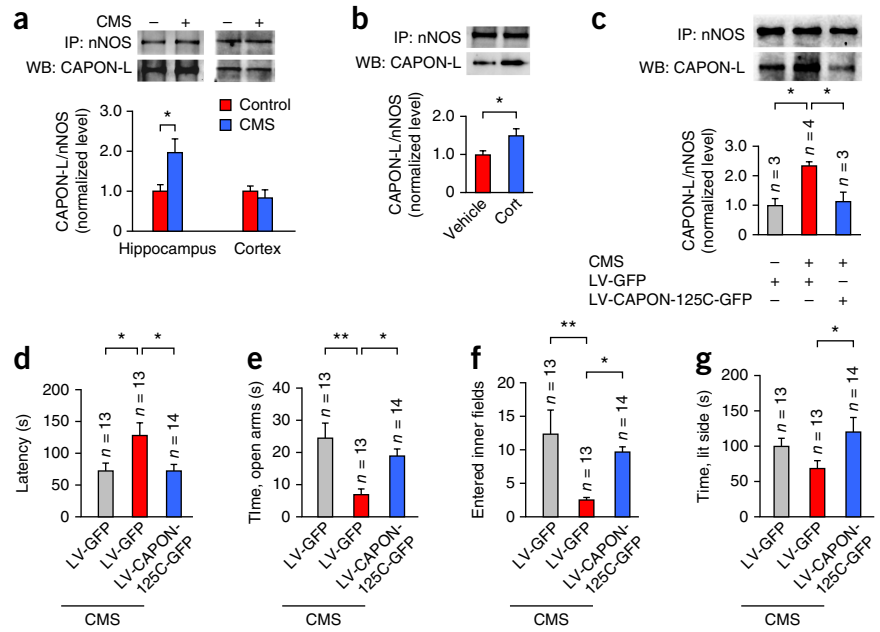 a
CMS – + – +
IP: nNOS
WB: CAPON-L
CAPON-L/nNOS
(normalized level)
3.0
2.0
1.0
0
*
Control
CMS
Hippocampus Cortex
b
IP: nNOS
WB: CAPON-L
CAPON-L/nNOS
(normalized level)
2.0
1.0
0
*
Vehicle
Cort
c
IP: nNOS
WB: CAPON-L
* *
CAPON-L/nNOS
(normalized level)
3.0
2.0
1.0
0
n = 3
n = 4
n = 3
CMS – + +
LV-GFP + + –
LV-CAPON-125C-GFP – – +
d
* *
Latency (s)
200
150
100
50
0
n = 13
n = 13
n = 14
LV-GFP
LV-GFP
LV-CAPON-
125C-GFP
CMS
e
** *
Time, open arms (s)
40
20
0
n = 13
n = 13
n = 14
LV-GFP
LV-GFP
LV-CAPON-
125C-GFP
CMS
f
**
*
Entered inner fields
20
15
10
5
0
n = 13
n = 13
n = 14
LV-GFP
LV-GFP
LV-CAPON-
125C-GFP
CMS
g
*
Time, lit side (s)
200
150
100
50
0
n = 13
n = 13
n = 14
LV-GFP
LV-GFP
LV-CAPON-
125C-GFP
CMS